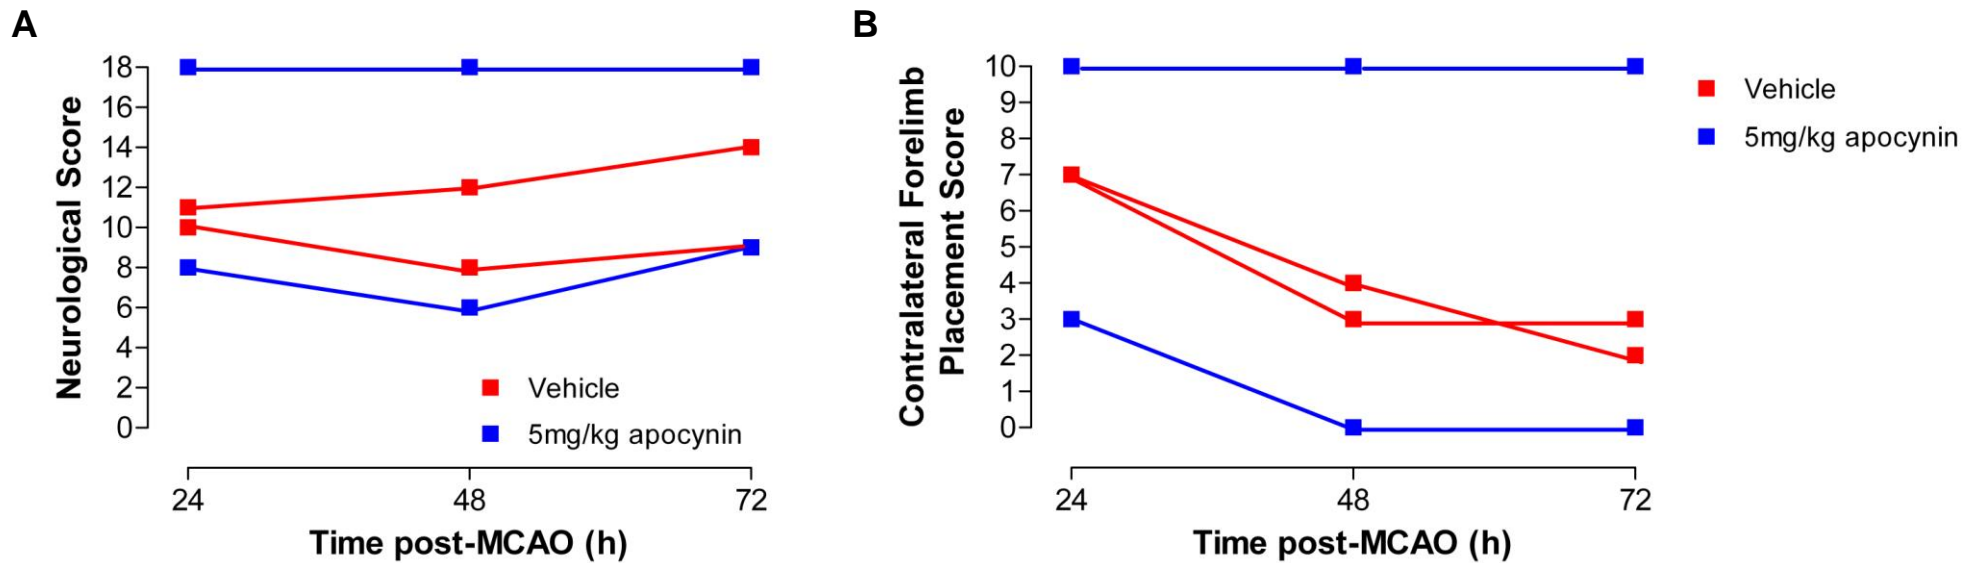 A
Neurological Score
18
16
14
12
10
8
6
4
2
0
Vehicle
5mg/kg apocynin
24
48
72
Time post-MCAO (h)
B
Contralateral Forelimb
Placement Score
10
9
8
7
6
5
4
3
2
1
0
24
48
72
Time post-MCAO (h)
Vehicle
5mg/kg apocynin